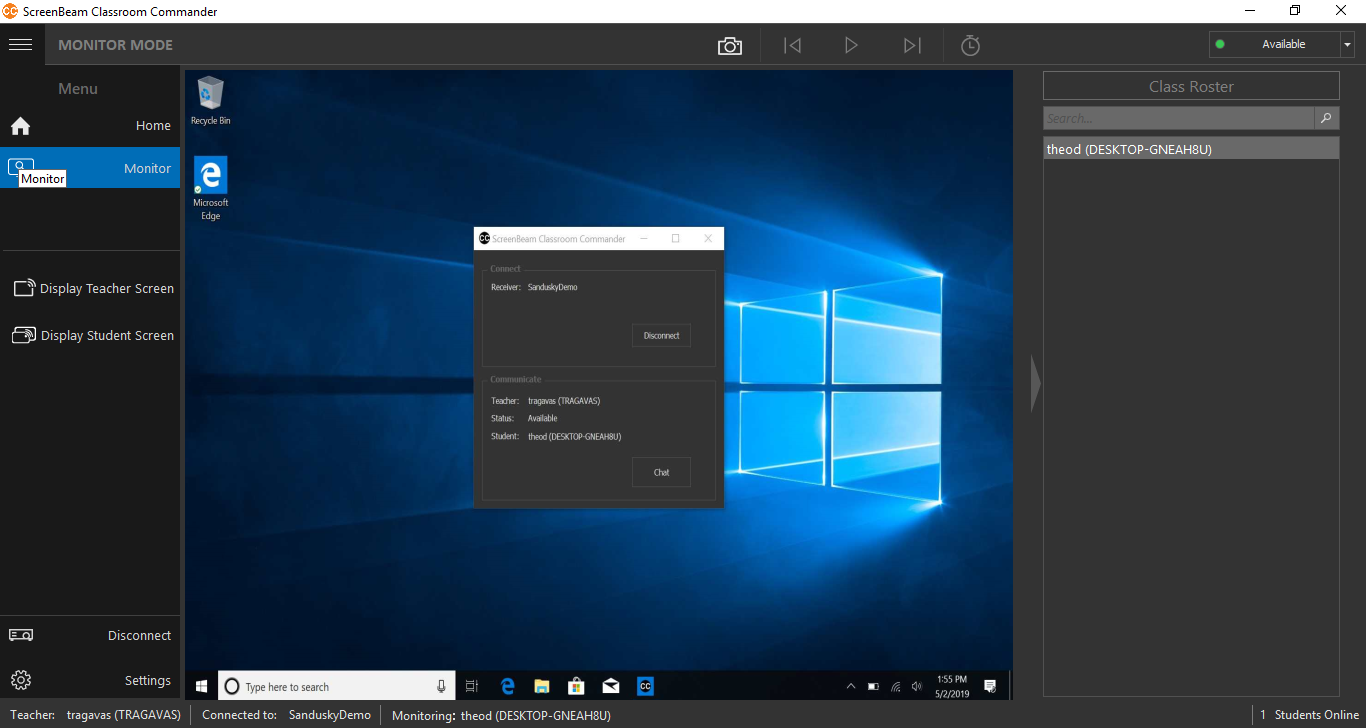 CC ScreenBeam Classroom Commander
MONITOR MODE
Available
Menu
Home
Monitor
Monitor
Display Teacher Screen
Display Student Screen
Disconnect
Settings
Recycle Bin
Microsoft
Edge
CC ScreenBeam Classroom Commander
Connect
Receiver: SanduskyDemo
Disconnect
Communicate
Teacher: tragavas (TRAGAVAS)
Status: Available
Student: theod (DESKTOP-GNEAH8U)
Chat
Type here to search
CC
1:55 PM
5/2/2019
Class Roster
Search...
theod (DESKTOP-GNEAH8U)
Teacher: tragavas (TRAGAVAS) Connected to: SanduskyDemo Monitoring: theod (DESKTOP-GNEAH8U) 1 Students Online